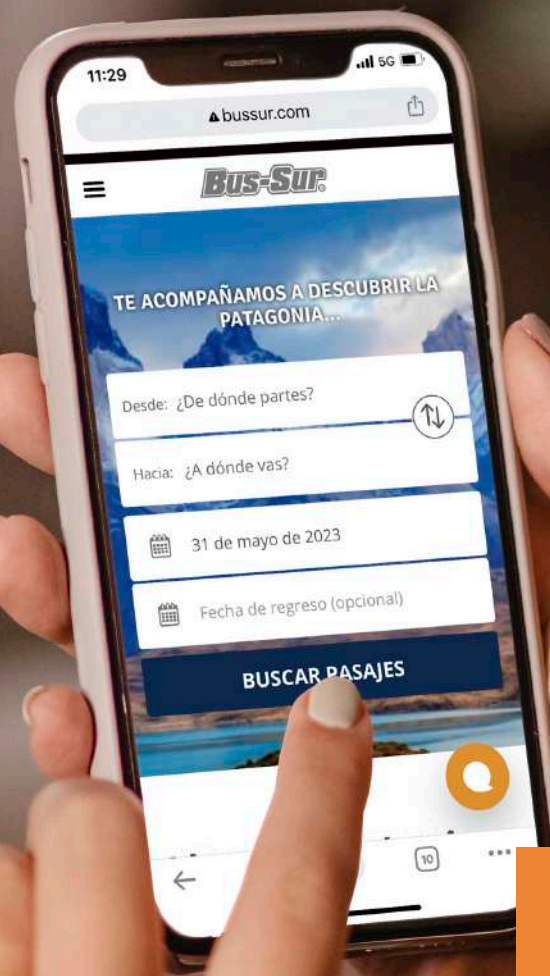 11:29
5G
bussur.com
Bus-Sur
TE ACOMPAÑAMOS A DESCUBRIR LA
PATAGONIA...
Desde: ¿De dónde partes?
Hacia: ¿A dónde vas?
31 de mayo de 2023
Fecha de regreso (opcional)
BUSCAR PASAJES
10